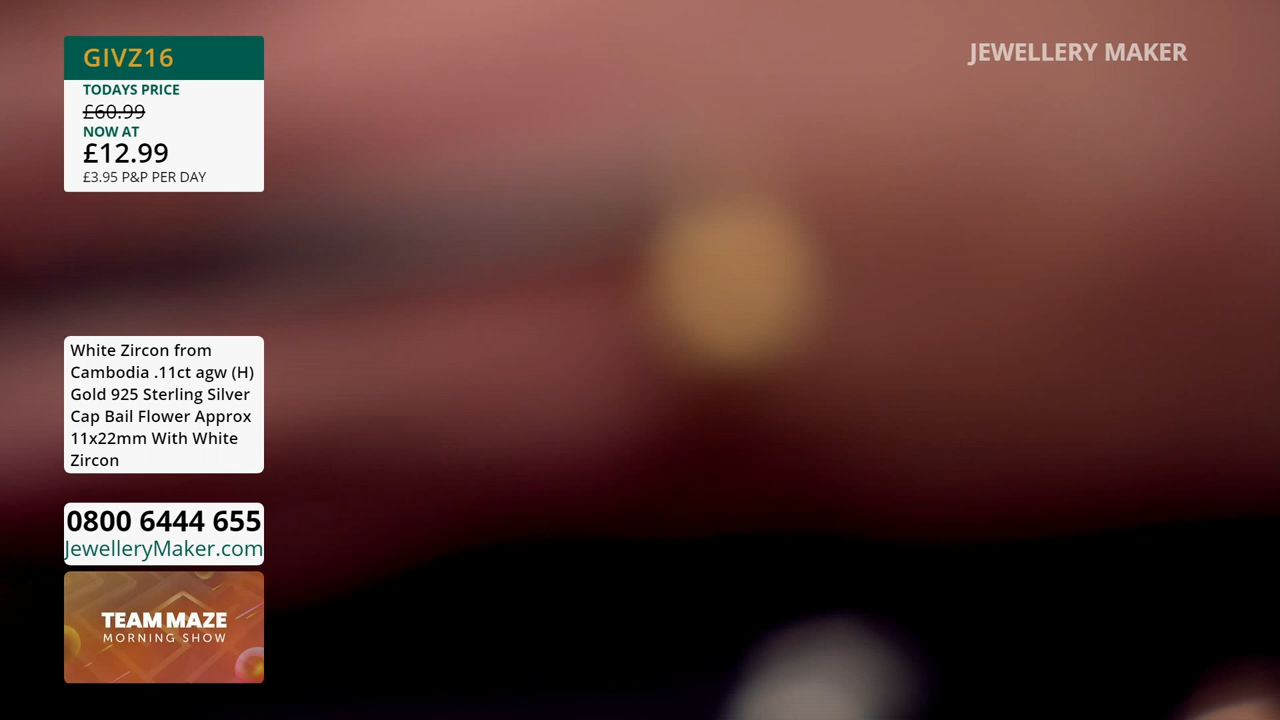 GIVZ16
TODAYS PRICE
£60.99
NOW AT
£12.99
£3.95 P&P PER DAY
JEWELLERY MAKER
White Zircon from
Cambodia .11ct agw (H)
Gold 925 Sterling Silver
Cap Bail Flower Approx
11x22mm With White
Zircon
0800 6444 655
JewelleryMaker.com
TEAM MAZE
MORNING SHOW